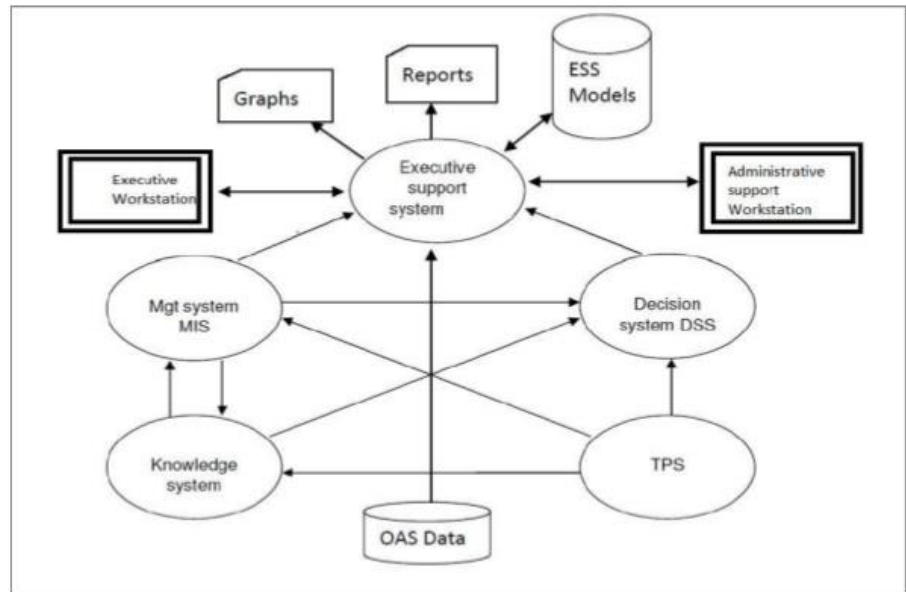 Graphs
Reports
ESS
Models
Executive
Workstation
Executive
support
system
Administrative
support
Workstation
Mgt system
MIS
Decision
system DSS
Knowledge
system
TPS
OAS Data